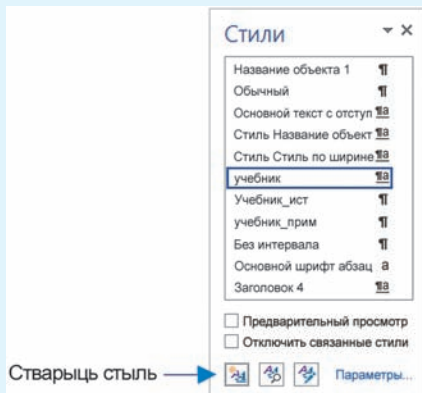 Стили
Название объекта 1 ¶
Обычный ¶
Основной текст с отступ ¶a
Стиль Название объект ¶a
Стиль Стиль по ширине ¶a
учебник ¶a
Учебник_ист ¶
учебник_прим ¶
Без интервала ¶
Основной шрифт абзац a
Заголовок 4 ¶a
Предварительный просмотр
Отключить связанные стили
Стварыць стыль
Параметры...